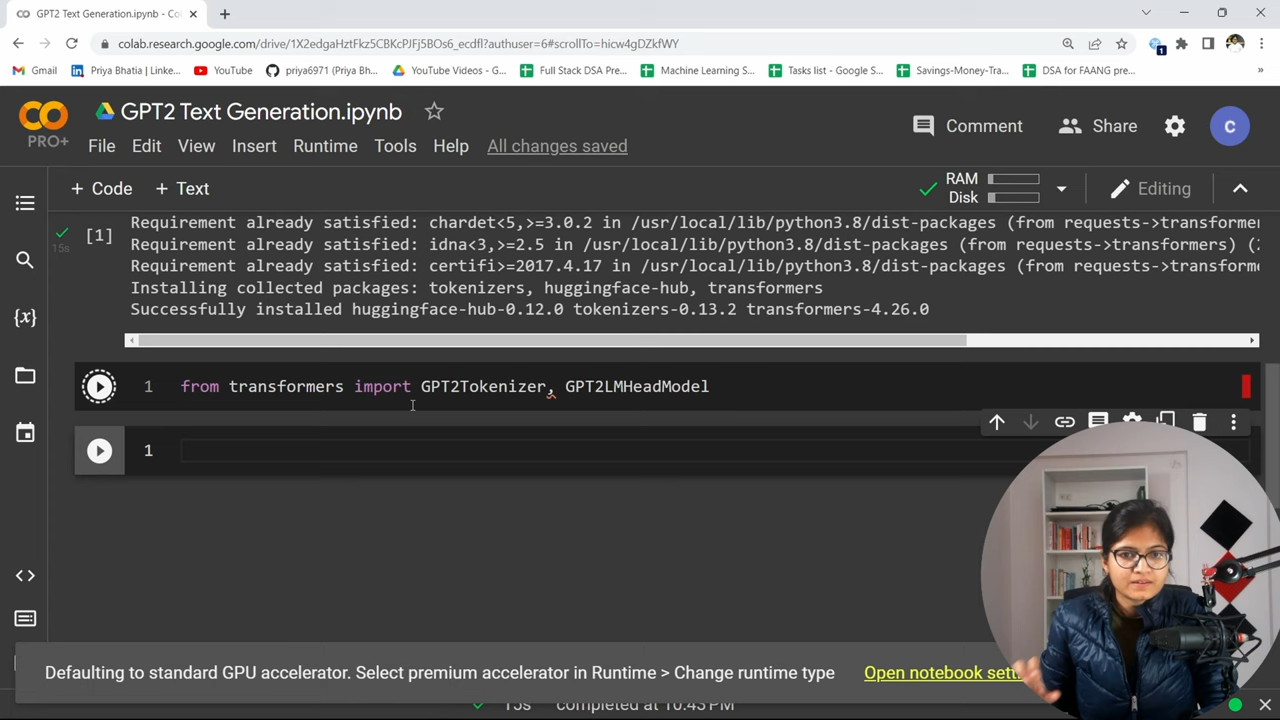 GPT2 Text Generation.ipynb - Co
colab.research.google.com/drive/1X2edgaHztFkz5CBKcPJFj5BOs6_ecdfl?authuser=6#scrollTo=hicw4gDZkfWY
1
Gmail
Priya Bhatia | Linke...
YouTube
priya6971 (Priya Bh...
YouTube Videos - G...
Full Stack DSA Pre...
Machine Learning S...
Tasks list - Google S...
Savings-Money-Tra...
DSA for FAANG pre...
»
CO
PRO+
GPT2 Text Generation.ipynb
File Edit View Insert Runtime Tools Help All changes saved
Comment
Share
C
+ Code + Text
RAM
Disk
Editing
[1]
15s
Requirement already satisfied: chardet<5,>=3.0.2 in /usr/local/lib/python3.8/dist-packages (from requests->transformer
Requirement already satisfied: idna<3,>=2.5 in /usr/local/lib/python3.8/dist-packages (from requests->transformers) (2
Requirement already satisfied: certifi>=2017.4.17 in /usr/local/lib/python3.8/dist-packages (from requests->transforme
Installing collected packages: tokenizers, huggingface-hub, transformers
Successfully installed huggingface-hub-0.12.0 tokenizers-0.13.2 transformers-4.26.0
1 from transformers import GPT2Tokenizer, GPT2LMHeadModel
1
{x}
<>
Defaulting to standard GPU accelerator. Select premium accelerator in Runtime > Change runtime type Open notebook sett
15s completed at 10:43 PM